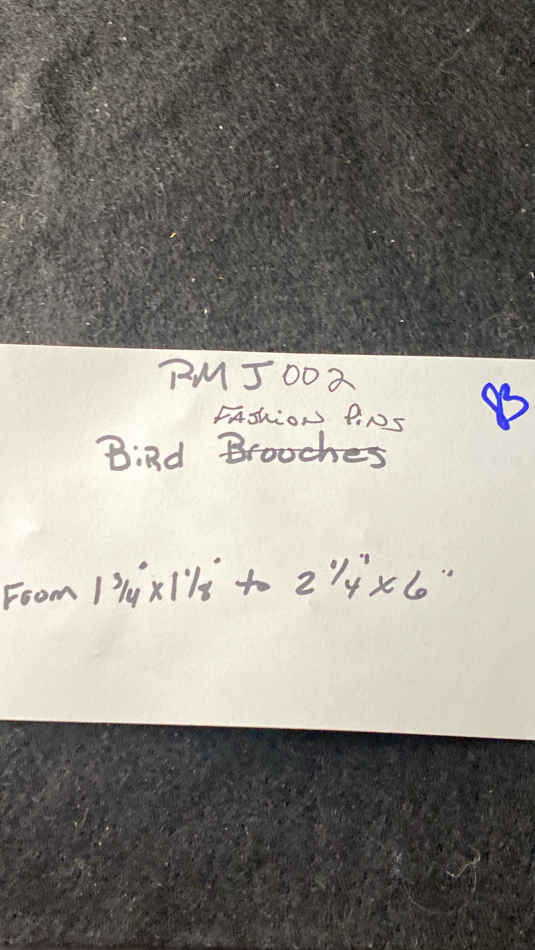 RMJ002
Fashion Pins
Bird Brooches
From 1 3/4" x 1 1/8" to 2 1/4" x 6"